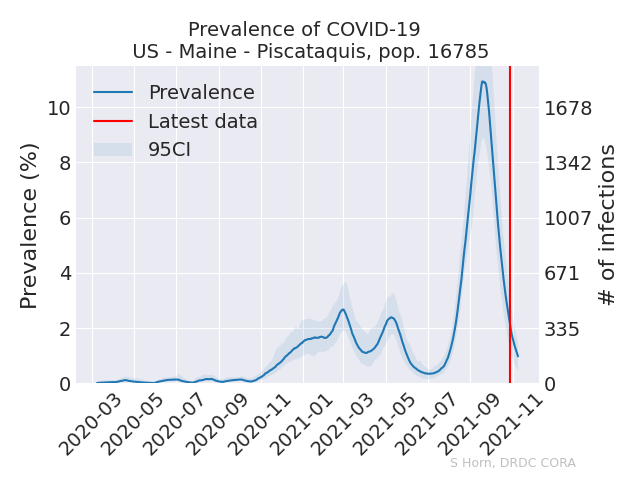 Prevalence of COVID-19
US - Maine - Piscataquis, pop. 16785
Prevalence
Latest data
95CI
Prevalence (%)
10
8
6
4
2
0
1678
1342
1007
671
335
0
# of infections
2020-03
2020-05
2020-07
2020-09
2020-11
2021-01
2021-03
2021-05
2021-07
2021-09
2021-11
S Horn, DRDC CORA